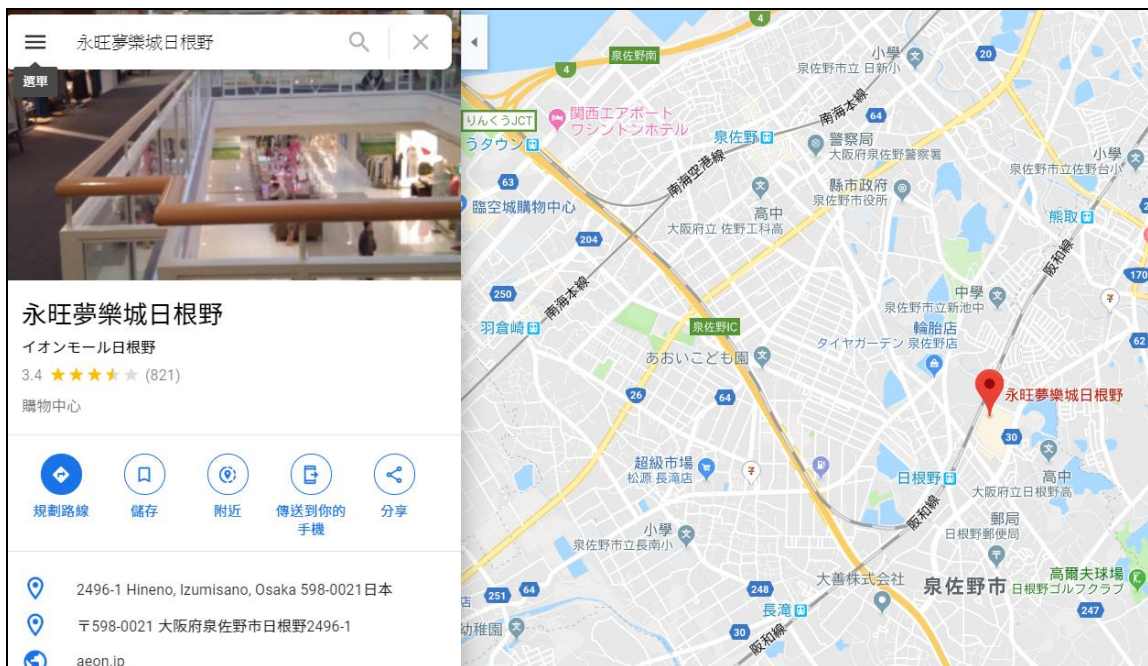 永旺夢樂城日根野
選單
永旺夢樂城日根野
イオンモール日根野
3.4
(821)
購物中心
規劃路線
儲存
附近
傳送到你的
手機
分享
2496-1 Hineno, Izumisano, Osaka 598-0021日本
〒598-0021 大阪府泉佐野市日根野2496-1
aeon.jp
4
泉佐野南
小學
泉佐野市立 日新小
20
4
りんくうJCT
うタウン
関西エアポート
ワシントンホテル
南海本線
64
泉佐野
警察局
大阪府泉佐野警察署
小學
泉佐野市立佐野台小
63
南海空港線
臨空城購物中心
高中
大阪府立 佐野工科高
縣市政府
泉佐野市役所
熊取
204
阪和線
170
250
南海本線
羽倉崎
泉佐野IC
中學
泉佐野市立新池中
輪胎店
タイヤガーデン 泉佐野店
62
あおいこども園
26
64
永旺夢樂城日根野
30
超級市場
松源 長滝店
日根野
高中
大阪府立日根野高
阪和線
郵局
日根野郵便局
小學
泉佐野市立長南小
大善株式会社
泉佐野市
高爾夫球場
日根野ゴルフクラブ
251
64
248
長滝
247
30
阪和線
幼稚園
店